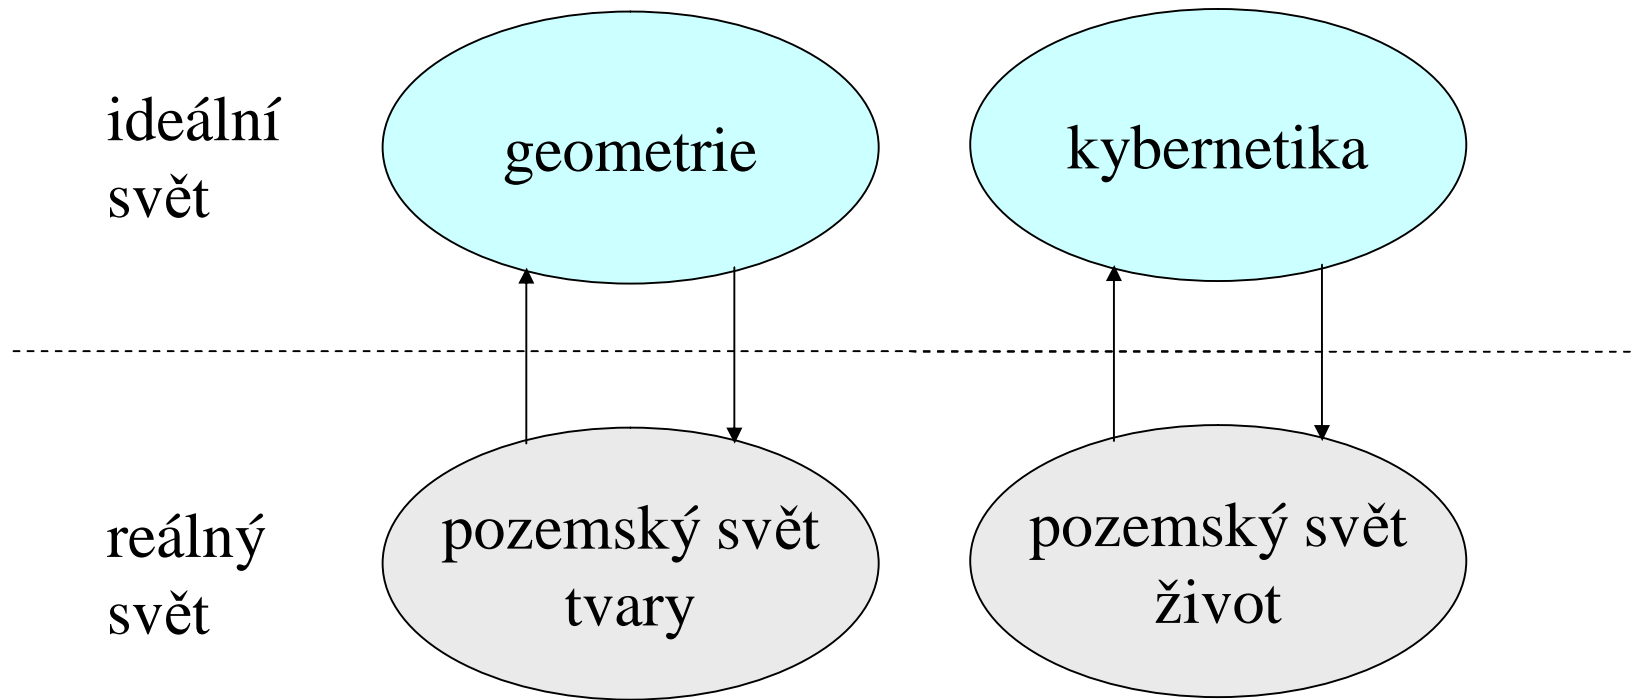 ideální
svět
geometrie
kybernetika
reálný
svět
pozemský svět
tvary
pozemský svět
život